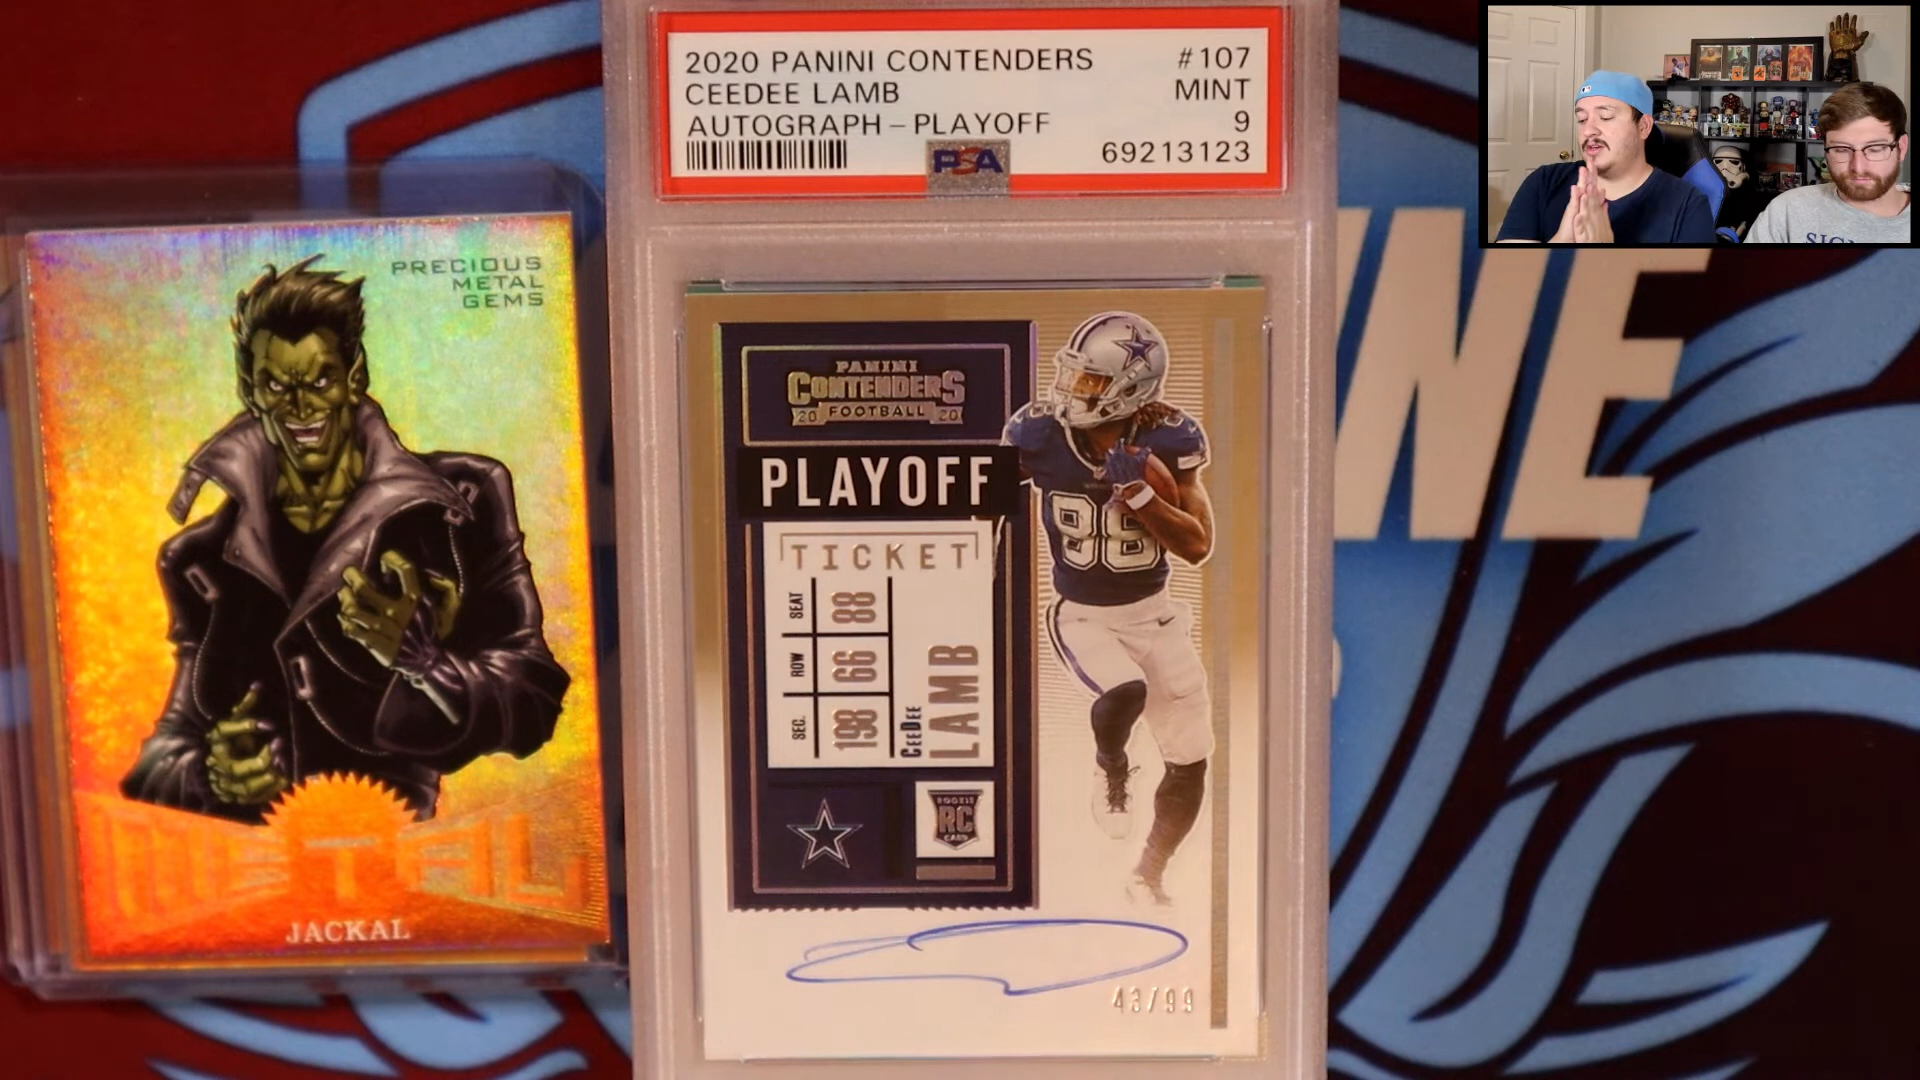 2020 PANINI CONTENDERS #107
CEEDEE LAMB MINT
AUTOGRAPH – PLAYOFF 9
69213123
PSA
PRECIOUS
METAL
GEMS
METAL
JACKAL
PANINI
CONTENDERS
20 FOOTBALL 20
PLAYOFF
TICKET
SEAT 88
ROW 66
SEC. 198
CEEDEE
LAMB
ROOKIE
RC
CARD
88
43/99
NE